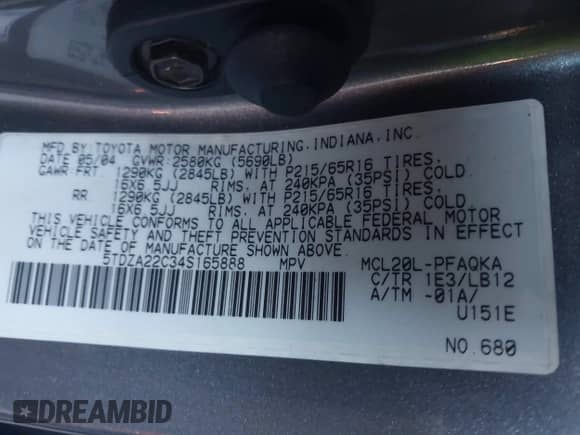 MFD.BY:TOYOTA MOTOR MANUFACTURING.INDIANA,INC.
DATE 05/04 GVWR:2580KG (5690LB)
GAWR:FRT. 1290KG (2845LB) WITH P215/65R16 TIRES.
16X6.5JJ RIMS. AT 240KPA (35PSI) COLD
RR. 1290KG (2845LB) WITH P215/65R16 TIRES.
16X6.5JJ RIMS. AT 240KPA (35PSI) COLD.
THIS VEHICLE CONFORMS TO ALL APPLICABLE FEDERAL MOTOR
VEHICLE SAFETY AND THEFT PREVENTION STANDARDS IN EFFECT
ON THE DATE OF MANUFACTURE SHOWN ABOVE.
5TDZA22C34S165888 MPV MCL20L-PFAQKA
C/TR 1E3/LB12
A/TM -01A/
U151E
NO.680
DREAMBID